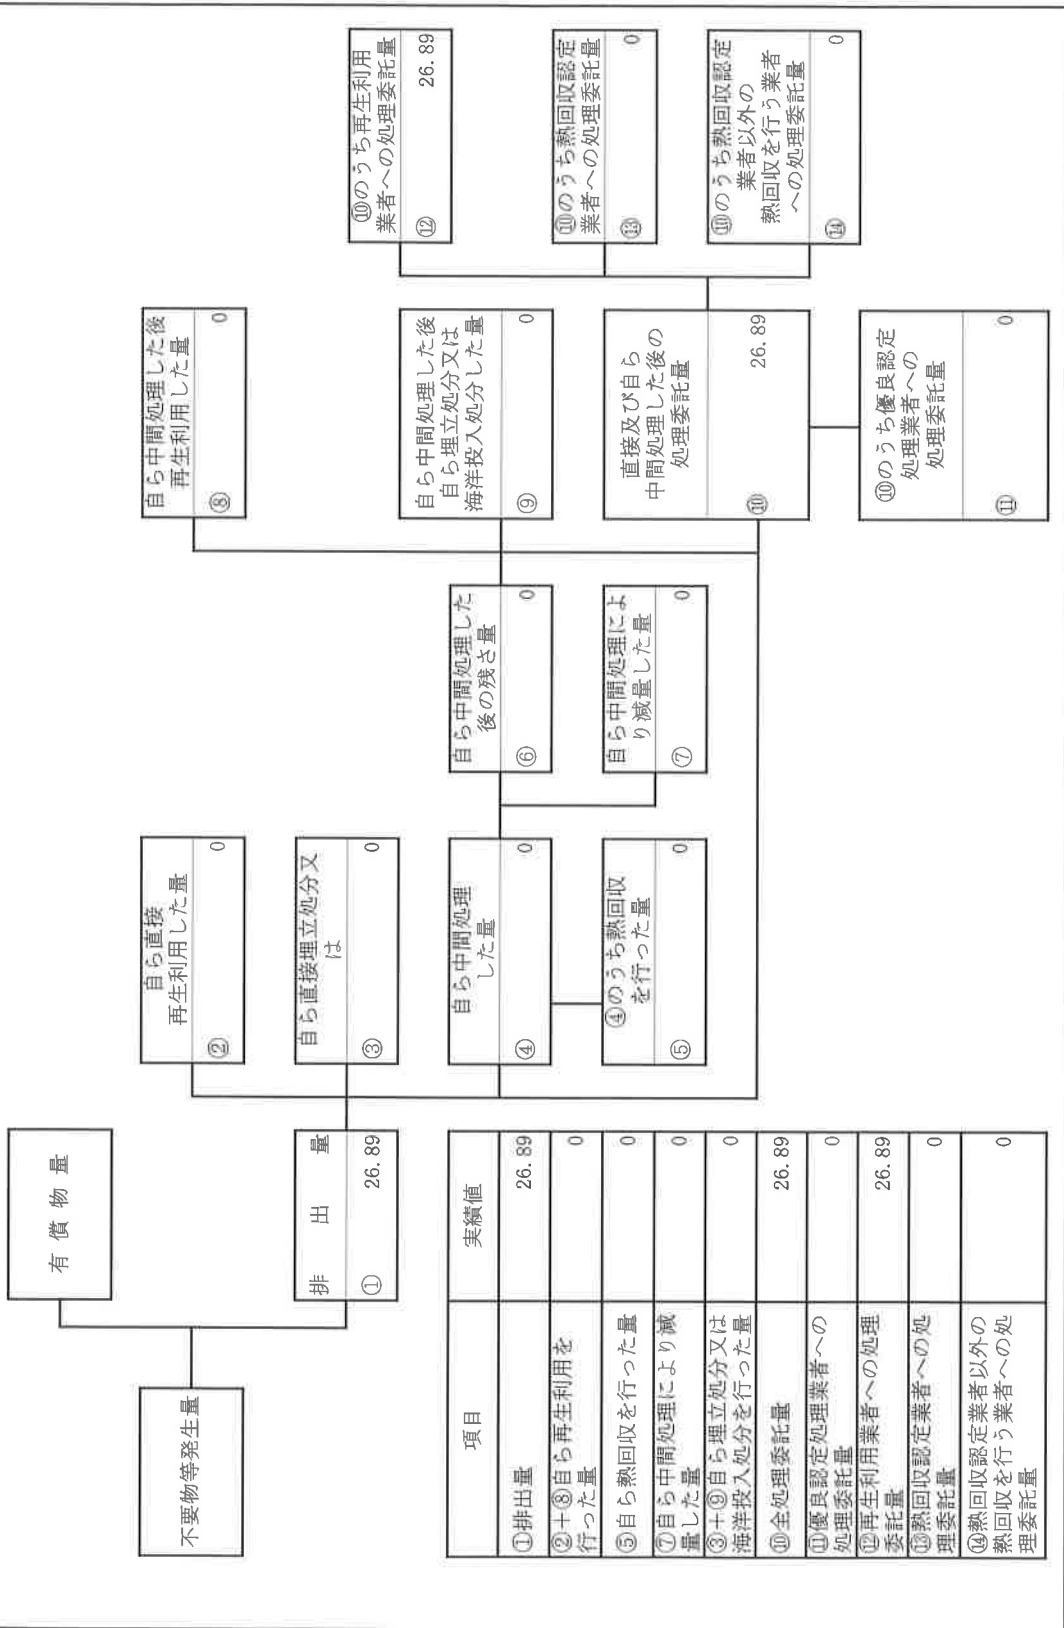 有償物量
不要物等発生量
排出量
① 26.89
自ら直接
再生利用した量
② 0
自ら直接埋立処分又
は
③ 0
自ら中間処理
した量
④ 0
④のうち熱回収
を行った量
⑤ 0
自ら中間処理した
後の残さ量
⑥ 0
自ら中間処理によ
り減量した量
⑦ 0
自ら中間処理した後
再生利用した量
⑧ 0
自ら中間処理した後
自ら埋立処分又は
海洋投入処分した量
⑨ 0
直接及び自ら
中間処理した後の
処理委託量
⑩ 26.89
⑩のうち優良認定
処理業者への
処理委託量
⑪ 0
⑩のうち再生利用
業者への処理委託量
⑫ 26.89
⑩のうち熱回収認定
業者への処理委託量
⑬ 0
⑩のうち熱回収認定
業者以外の
熱回収を行う業者
への処理委託量
⑭ 0
項目 実績値
①排出量 26.89
②+⑧自ら再生利用を
行った量 0
⑤自ら熱回収を行った量 0
⑦自ら中間処理により減
量した量 0
③+⑨自ら埋立処分又は
海洋投入処分を行った量 0
⑩全処理委託量 26.89
⑪優良認定処理業者への
処理委託量 0
⑫再生利用業者への処理
委託量 26.89
⑬熱回収認定業者への処
理委託量 0
⑭熱回収認定業者以外の
熱回収を行う業者への処
理委託量 0